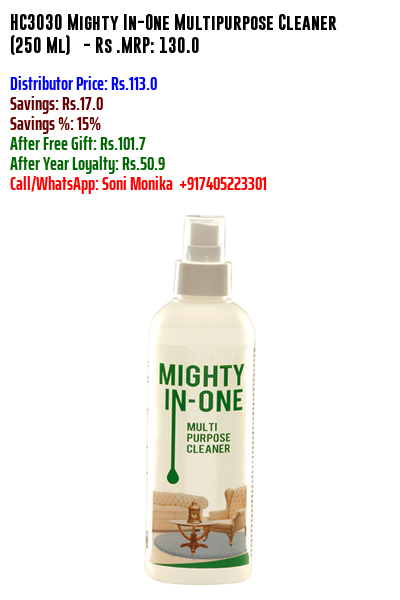 HC3030 Mighty In-One Multipurpose Cleaner
(250 Ml) - Rs .MRP: 130.0
Distributor Price: Rs.113.0
Savings: Rs.17.0
Savings %: 15%
After Free Gift: Rs.101.7
After Year Loyalty: Rs.50.9
Call/WhatsApp: Soni Monika +917405223301
MIGHTY
IN-ONE
MULTI
PURPOSE
CLEANER